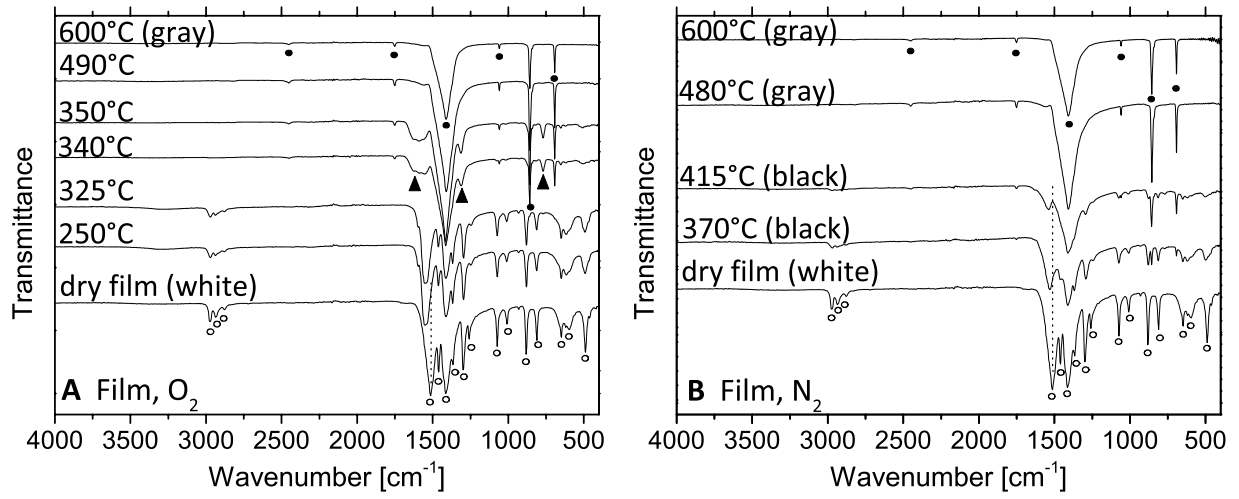 600°C (gray)
490°C
350°C
340°C
325°C
250°C
dry film (white)
A Film, O₂
Transmittance
4000 3500 3000 2500 2000 1500 1000 500
Wavenumber [cm⁻¹]
600°C (gray)
480°C (gray)
415°C (black)
370°C (black)
dry film (white)
B Film, N₂
Transmittance
4000 3500 3000 2500 2000 1500 1000 500
Wavenumber [cm⁻¹]